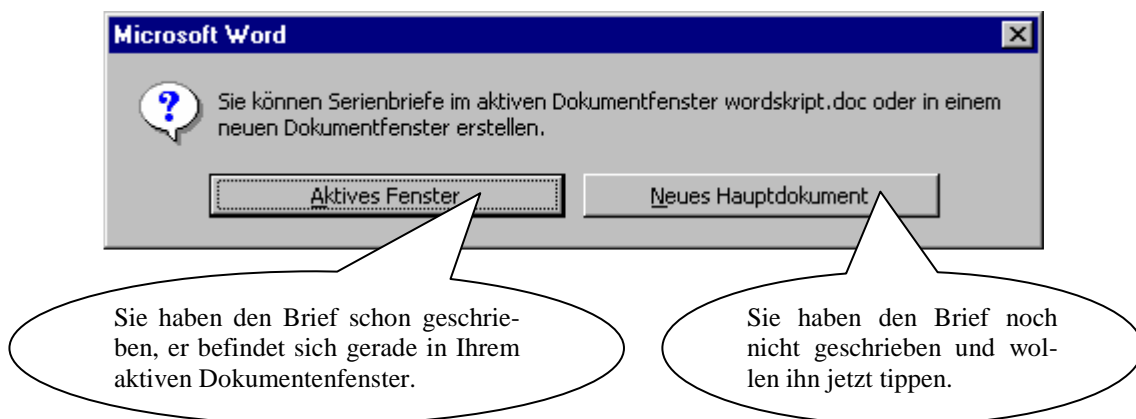 Microsoft Word
Sie können Serienbriefe im aktiven Dokumentfenster wordskript.doc oder in einem
neuen Dokumentfenster erstellen.
Aktives Fenster
Neues Hauptdokument
Sie haben den Brief schon geschrie-
ben, er befindet sich gerade in Ihrem
aktiven Dokumentenfenster.
Sie haben den Brief noch
nicht geschrieben und wol-
len ihn jetzt tippen.